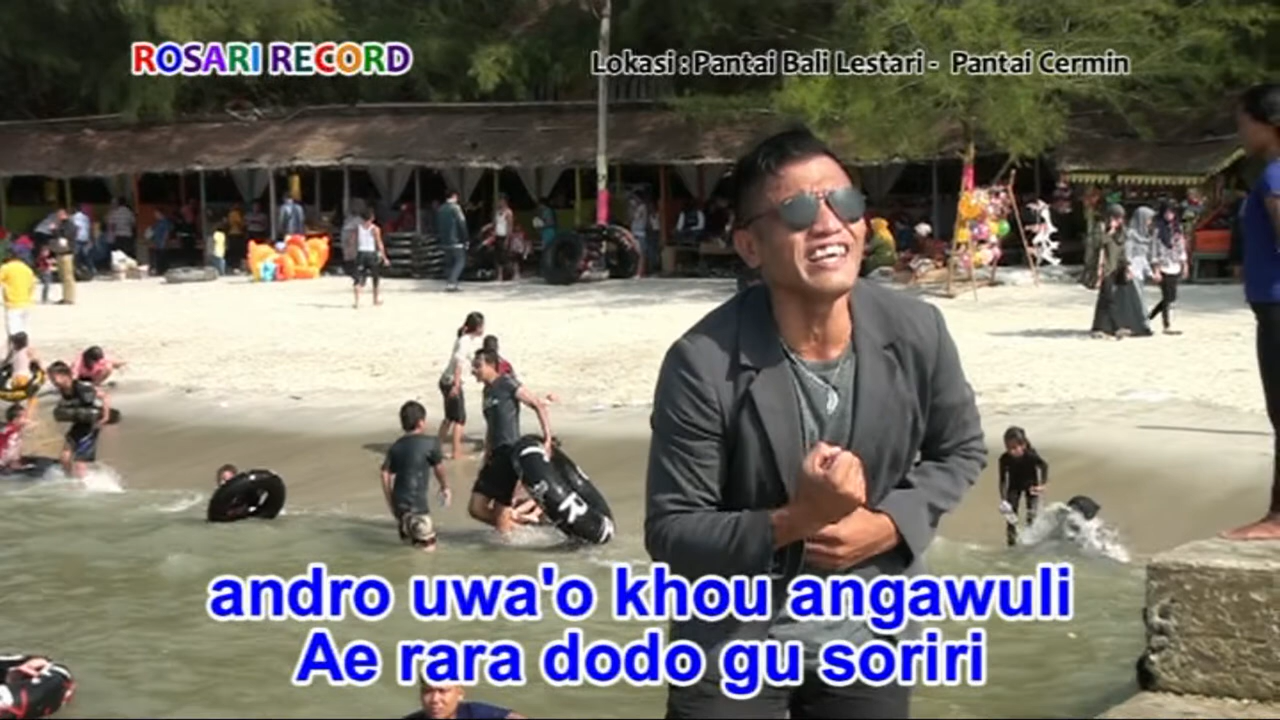 ROSARI RECORD
Lokasi : Pantai Bali Lestari - Pantai Cermin
andro uwa'o khou angawuli
Ae rara dodo gu soriri